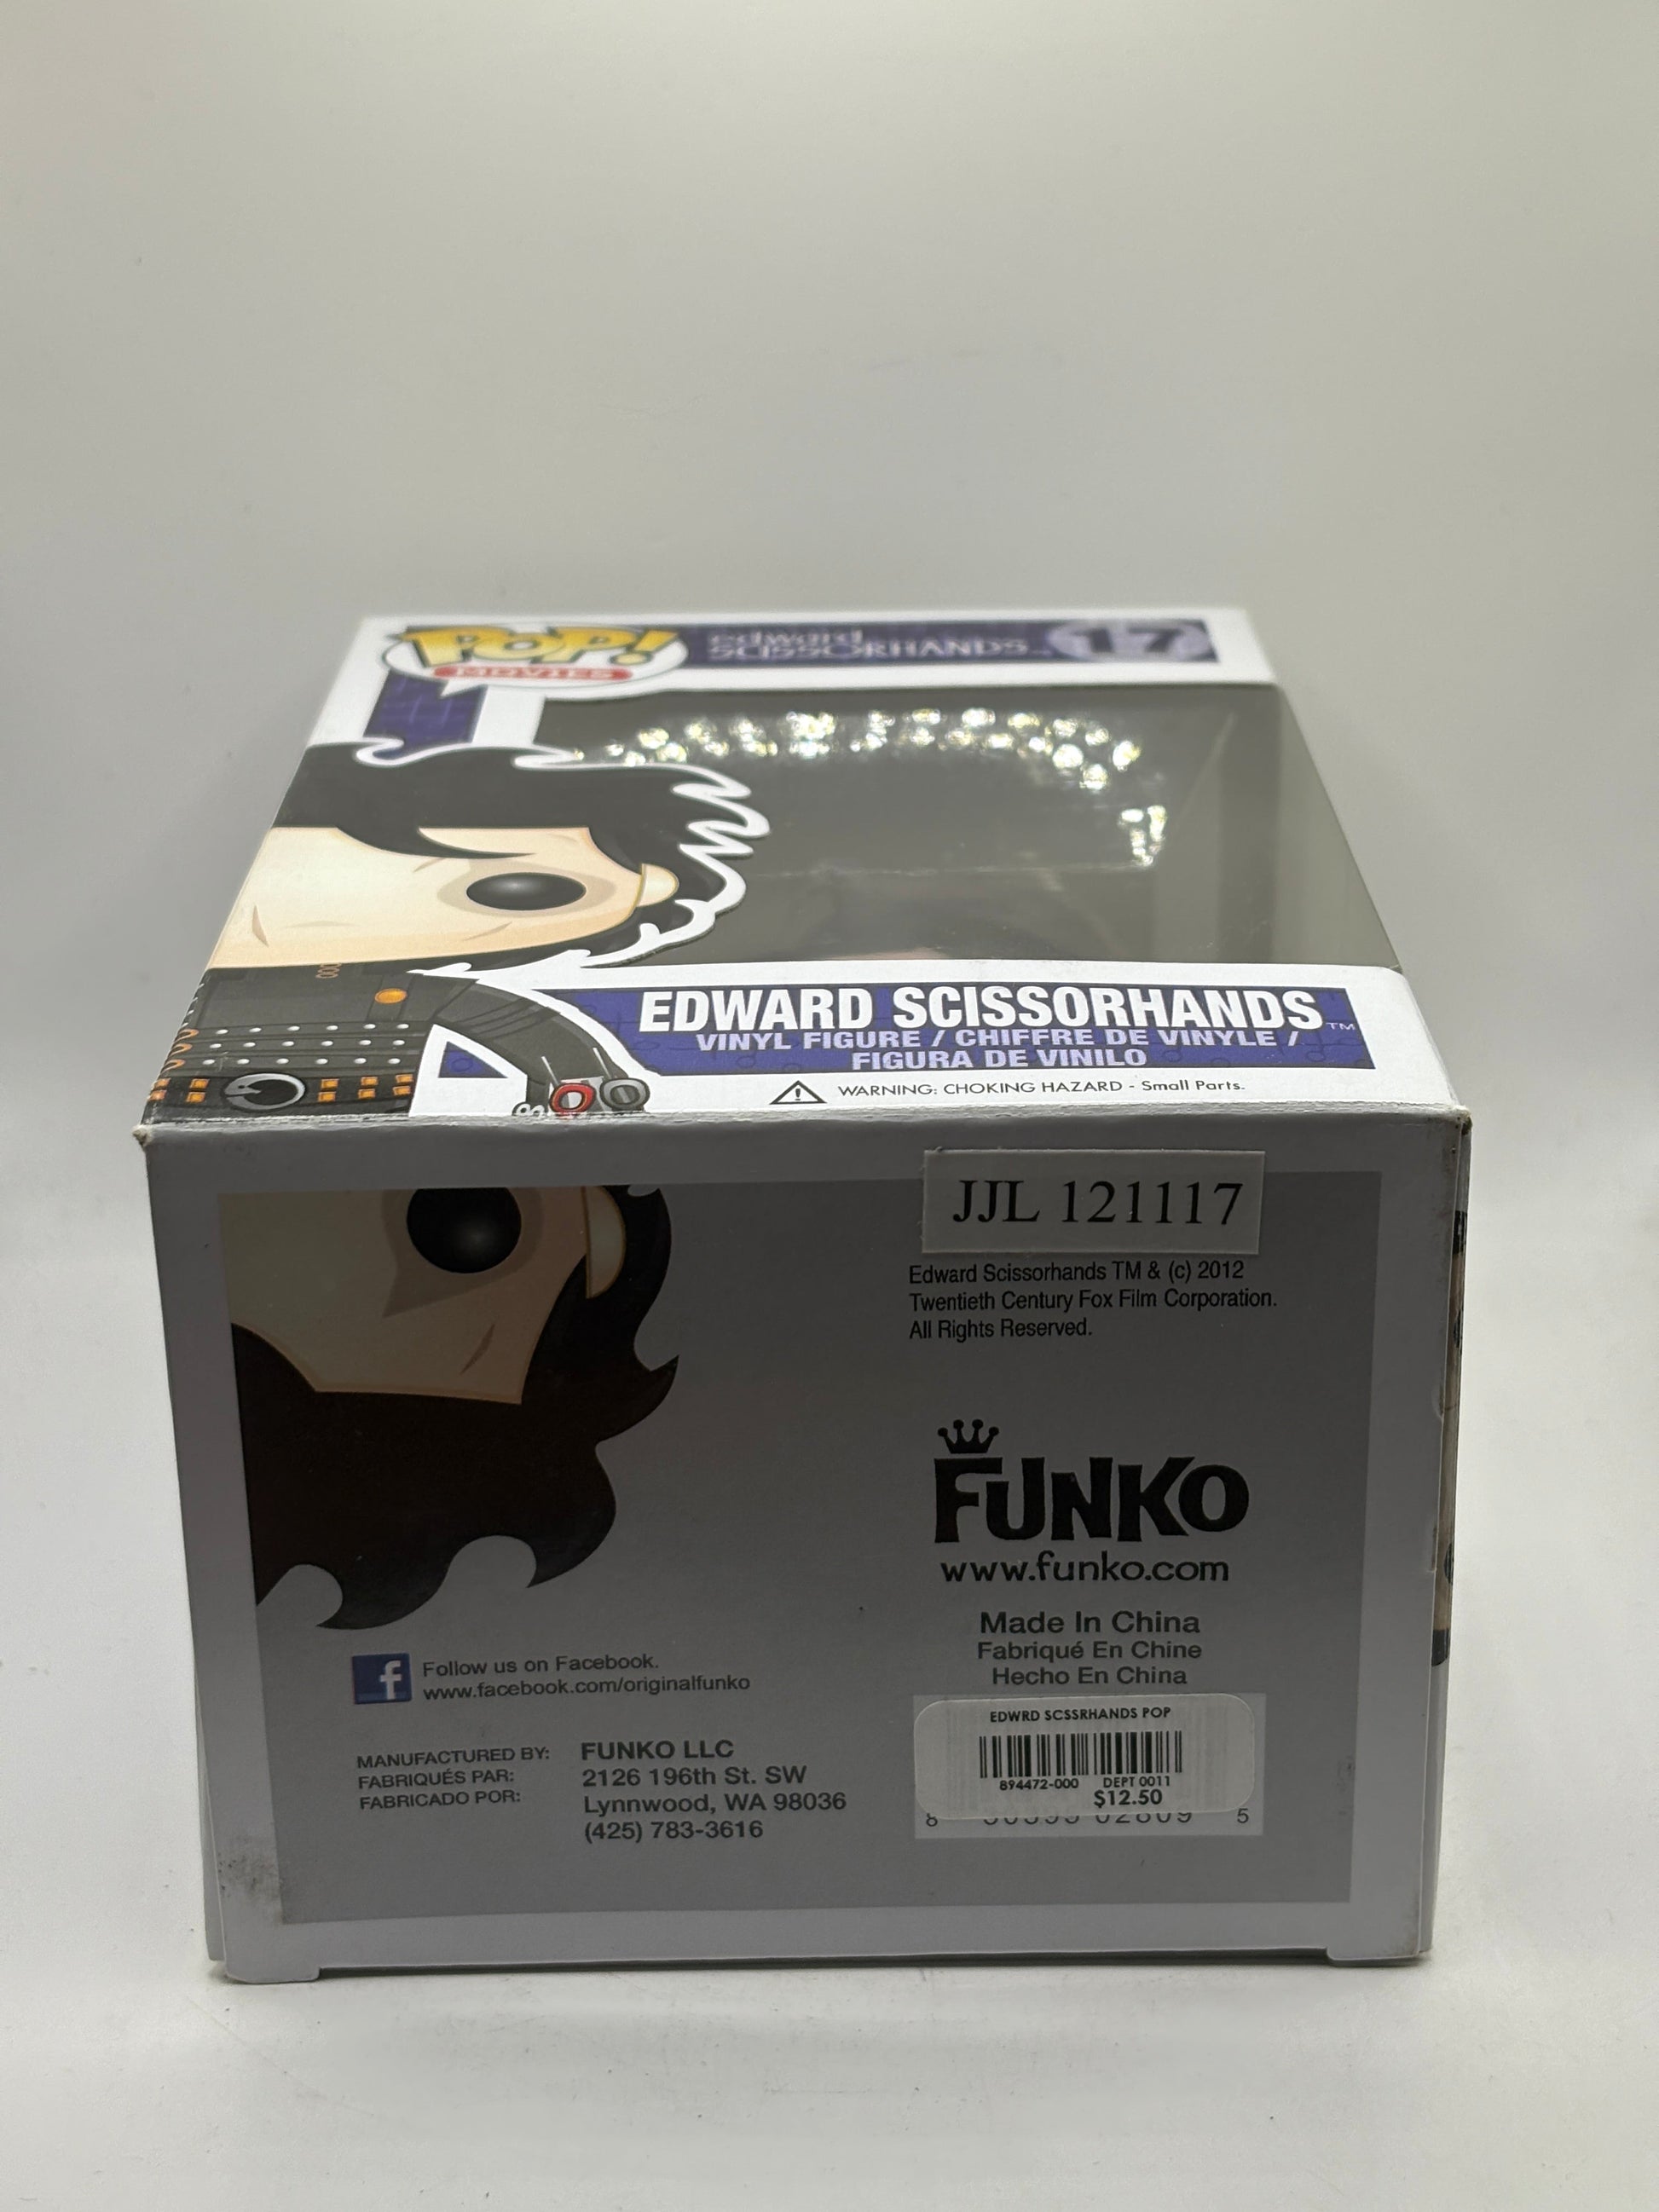 POP!
MOVIES
edward
SCISSORHANDS
17
EDWARD SCISSORHANDS™
VINYL FIGURE / CHIFFRE DE VINYLE /
FIGURA DE VINILO
WARNING: CHOKING HAZARD - Small Parts.
JJL 121117
Edward Scissorhands TM & (c) 2012
Twentieth Century Fox Film Corporation.
All Rights Reserved.
FUNKO
www.funko.com
Made In China
Fabriqué En Chine
Hecho En China
f
Follow us on Facebook.
www.facebook.com/originalfunko
MANUFACTURED BY:
FABRIQUÉS PAR:
FABRICADO POR:
FUNKO LLC
2126 196th St. SW
Lynnwood, WA 98036
(425) 783-3616
EDWRD SCSSRHANDS POP
894472-000 DEPT 0011
$12.50
8
5